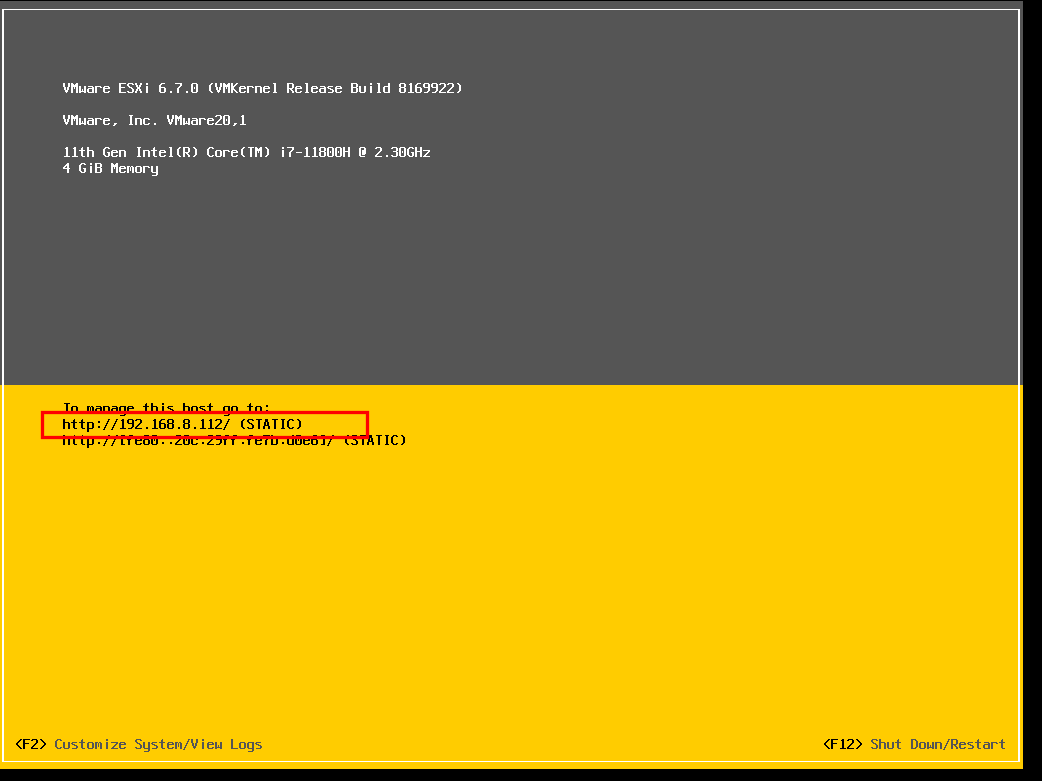 VMware ESXi 6.7.0 (VMKernel Release Build 8169922)
VMware, Inc. VMware20,1
11th Gen Intel(R) Core(TM) i7-11800H @ 2.30GHz
4 GiB Memory
To manage this host go to:
http://192.168.8.112/ (STATIC)
http://[fe80::20c:29ff:fe7b:d0e6]/ (STATIC)
<F2> Customize System/View Logs
<F12> Shut Down/Restart